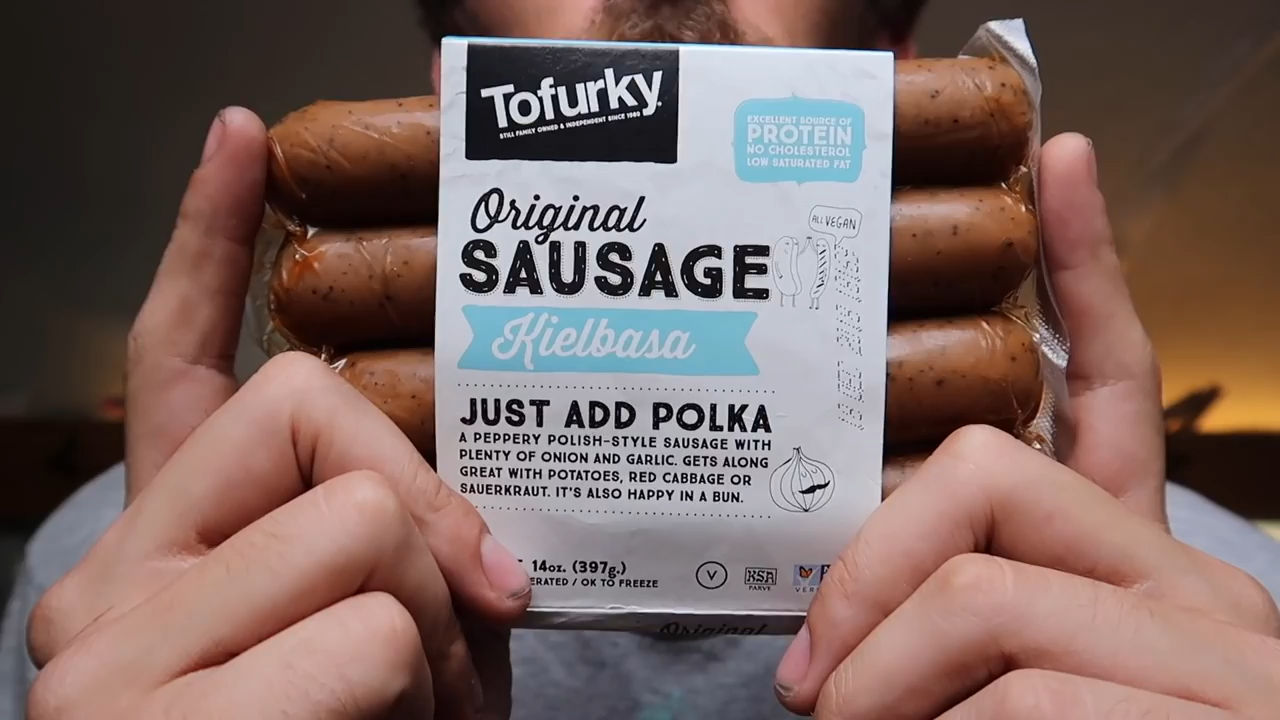 Tofurky
STILL FAMILY OWNED & INDEPENDENT SINCE 1980
EXCELLENT SOURCE OF
PROTEIN
NO CHOLESTEROL
LOW SATURATED FAT
Original
ALL VEGAN
SAUSAGE
Kielbasa
JUST ADD POLKA
A PEPPERY POLISH-STYLE SAUSAGE WITH
PLENTY OF ONION AND GARLIC. GETS ALONG
GREAT WITH POTATOES, RED CABBAGE OR
SAUERKRAUT. IT'S ALSO HAPPY IN A BUN.
14oz. (397g.)
ERATED / OK TO FREEZE
V
KSA
PARVE
Original